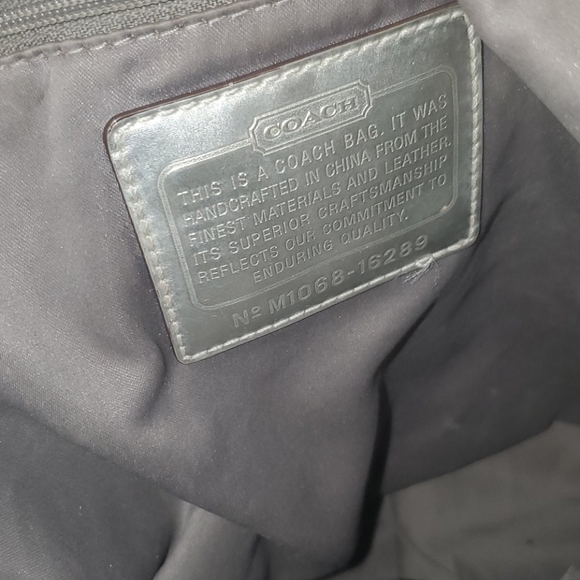 COACH
THIS IS A COACH BAG. IT WAS
HANDCRAFTED IN CHINA FROM THE
FINEST MATERIALS AND LEATHER.
ITS SUPERIOR CRAFTSMANSHIP
REFLECTS OUR COMMITMENT TO
ENDURING QUALITY.
Nº M1068-16289